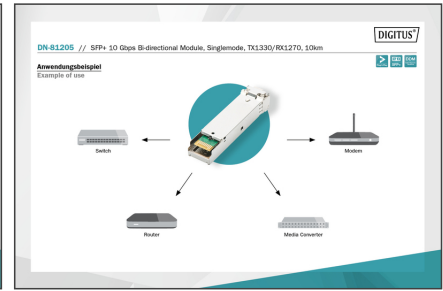 DIGITUS®
DN-81205 // SFP+ 10 Gbps Bi-directional Module, Singlemode, TX1330/RX1270, 10km
Anwendungsbeispiel
Example of use
DDM
Switch
Modem
Router
Media Converter